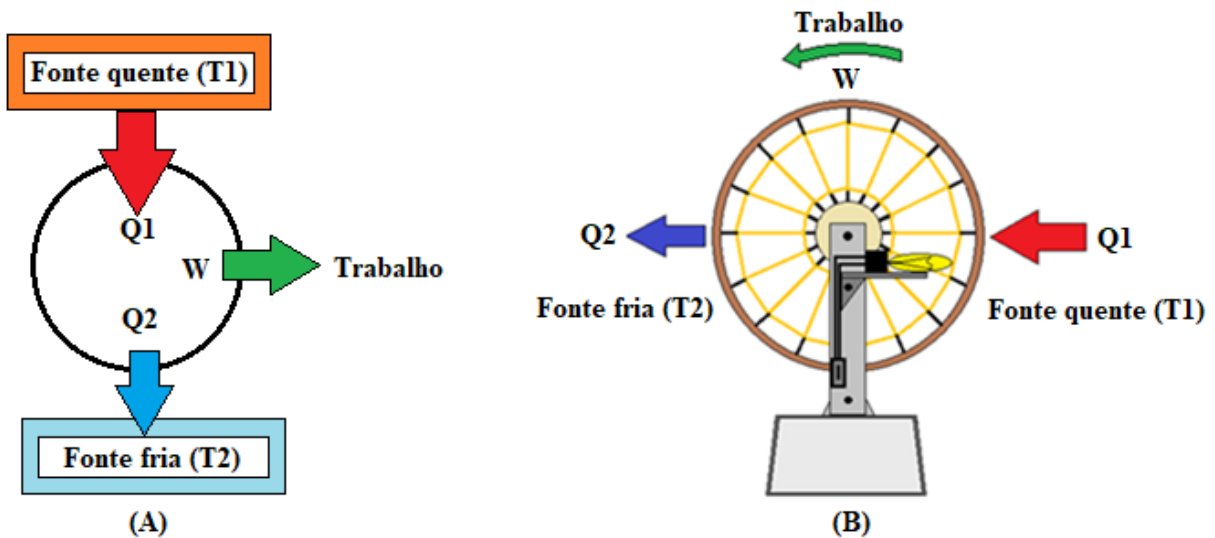 Fonte quente (T1)
Q1
W
Trabalho
Q2
Fonte fria (T2)
(A)
Trabalho
W
Q2
Q1
Fonte fria (T2)
Fonte quente (T1)
(B)